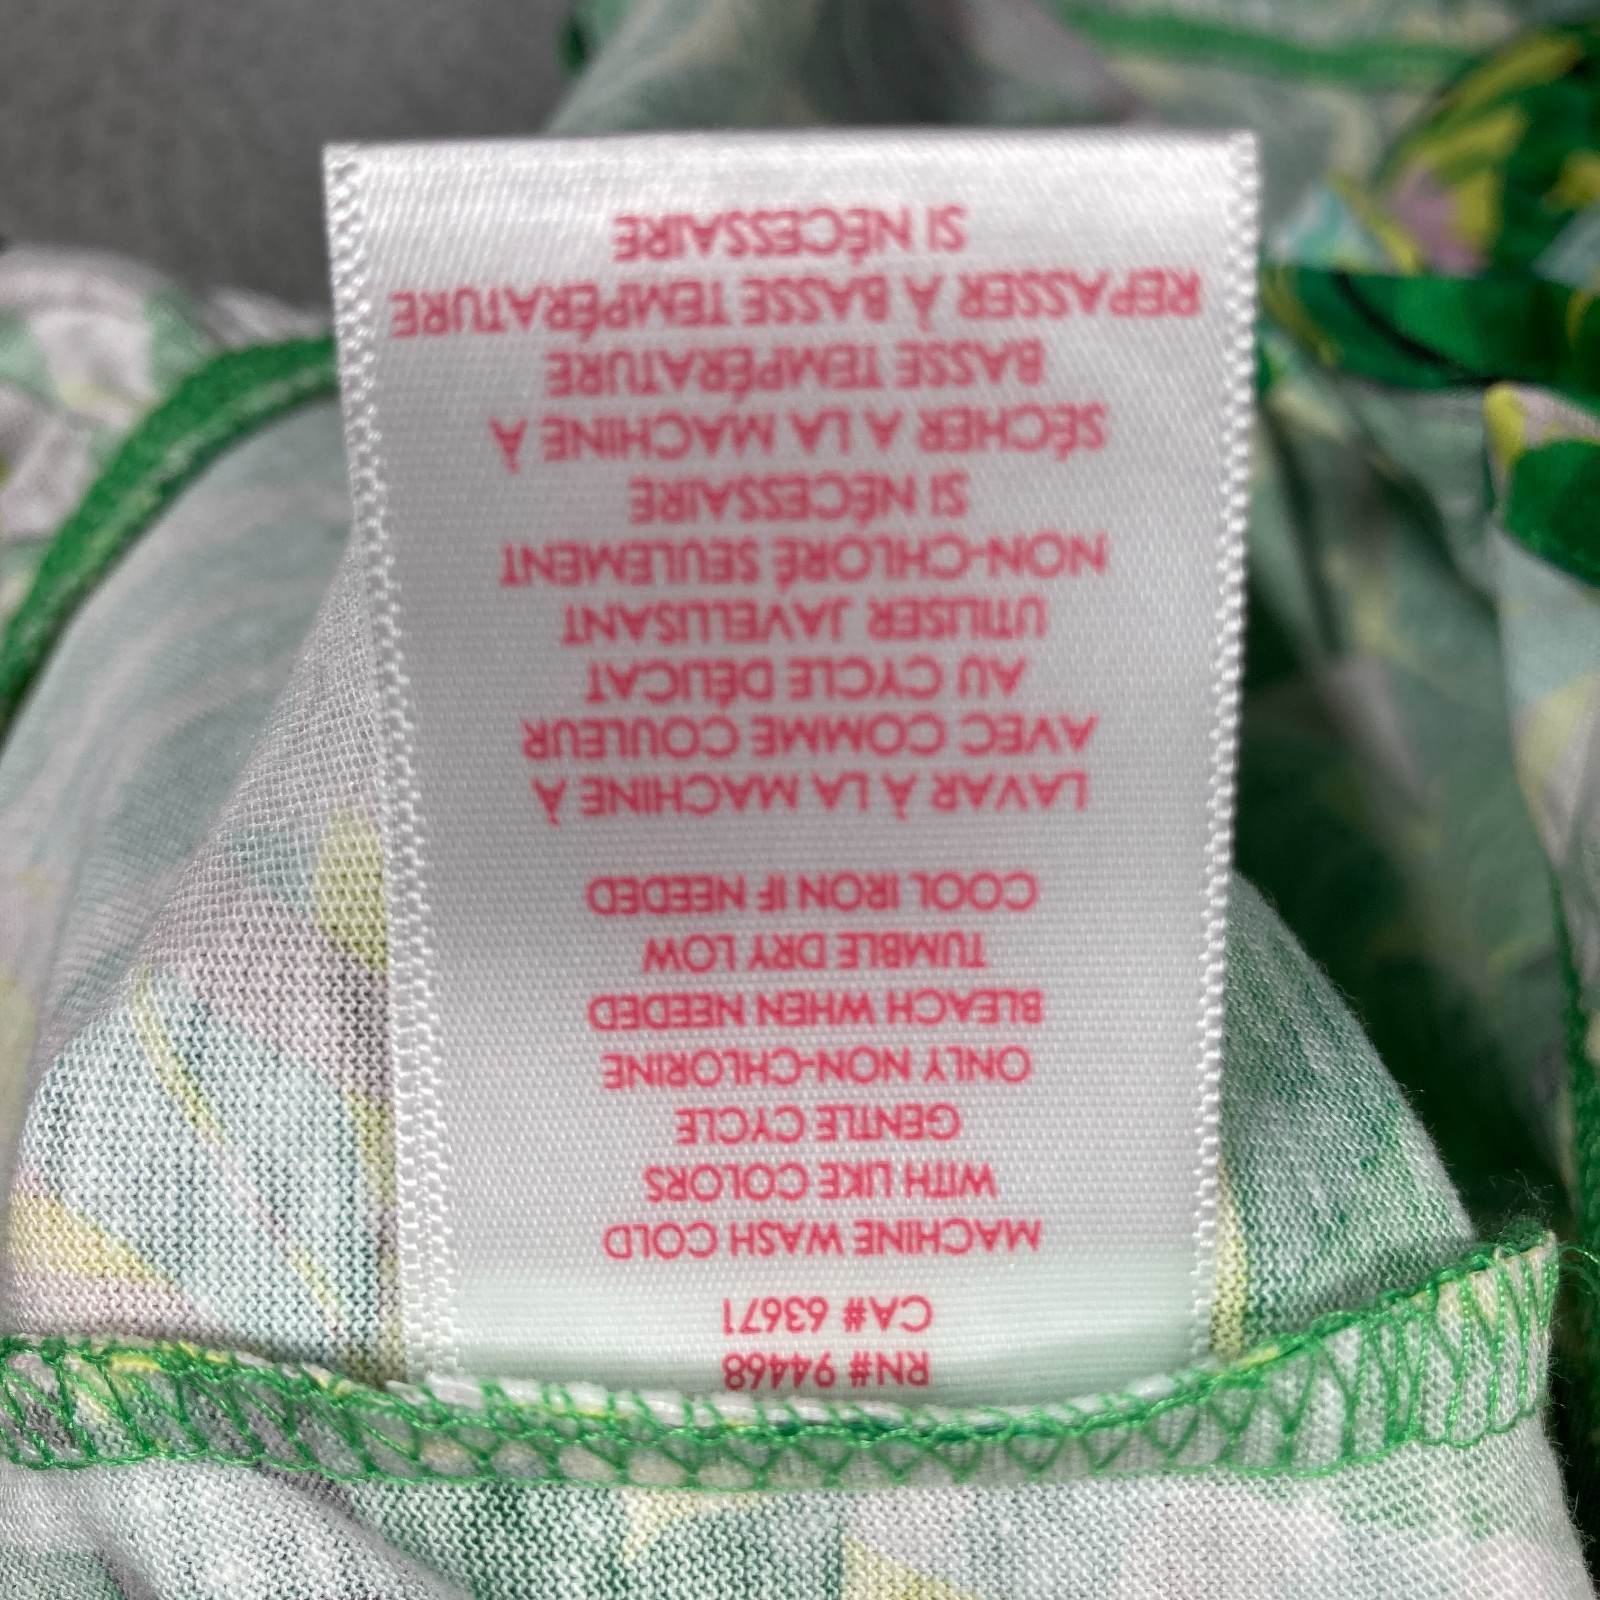 RN# 94468
CA# 63671
MACHINE WASH COLD
WITH LIKE COLORS
GENTLE CYCLE
ONLY NON-CHLORINE
BLEACH WHEN NEEDED
TUMBLE DRY LOW
COOL IRON IF NEEDED
LAVAR À LA MACHINE À
AVEC COMME COULEUR
AU CYCLE DÉLICAT
UTILISER JAVELLISANT
NON-CHLORÉ SEULEMENT
SI NÉCESSAIRE
SÉCHER A LA MACHINE À
BASSE TEMPÉRATURE
REPASSER À BASSE TEMPÉRATURE
SI NÉCESSAIRE